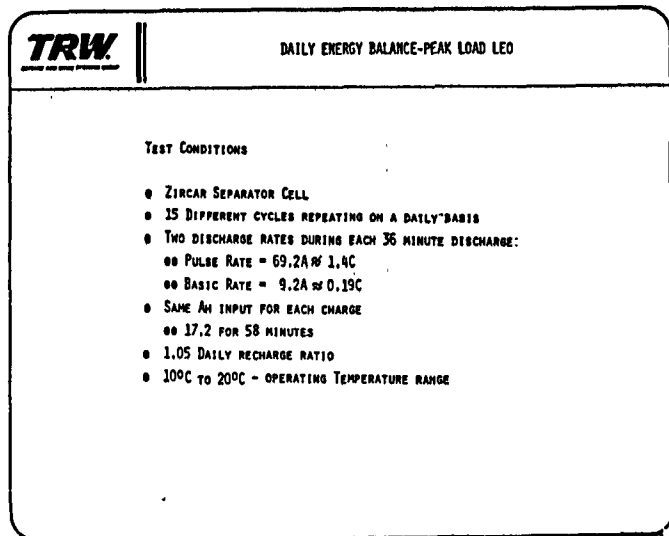 TRW
DAILY ENERGY BALANCE-PEAK LOAD LEO
TEST CONDITIONS
• ZIRCAR SEPARATOR CELL
• 15 DIFFERENT CYCLES REPEATING ON A DAILY BASIS
• TWO DISCHARGE RATES DURING EACH 36 MINUTE DISCHARGE:
•• PULSE RATE = 69.2A ≈ 1.4C
•• BASIC RATE = 9.2A ≈ 0.19C
• SAME AH INPUT FOR EACH CHARGE
•• 17.2 FOR 58 MINUTES
• 1.05 DAILY RECHARGE RATIO
• 10°C TO 20°C - OPERATING TEMPERATURE RANGE